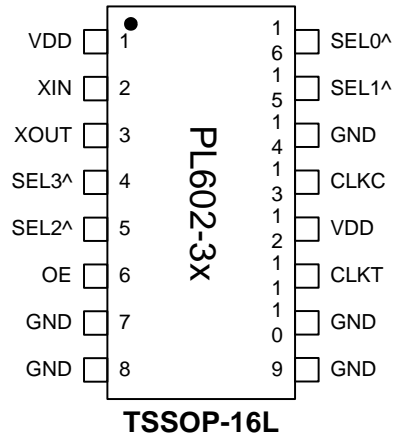 VDD 1 16 SEL0^
XIN 2 15 SEL1^
XOUT 3 14 GND
SEL3^ 4 13 CLKC
SEL2^ 5 12 VDD
OE 6 11 CLKT
GND 7 10 GND
GND 8 9 GND
PL602-3x
TSSOP-16L